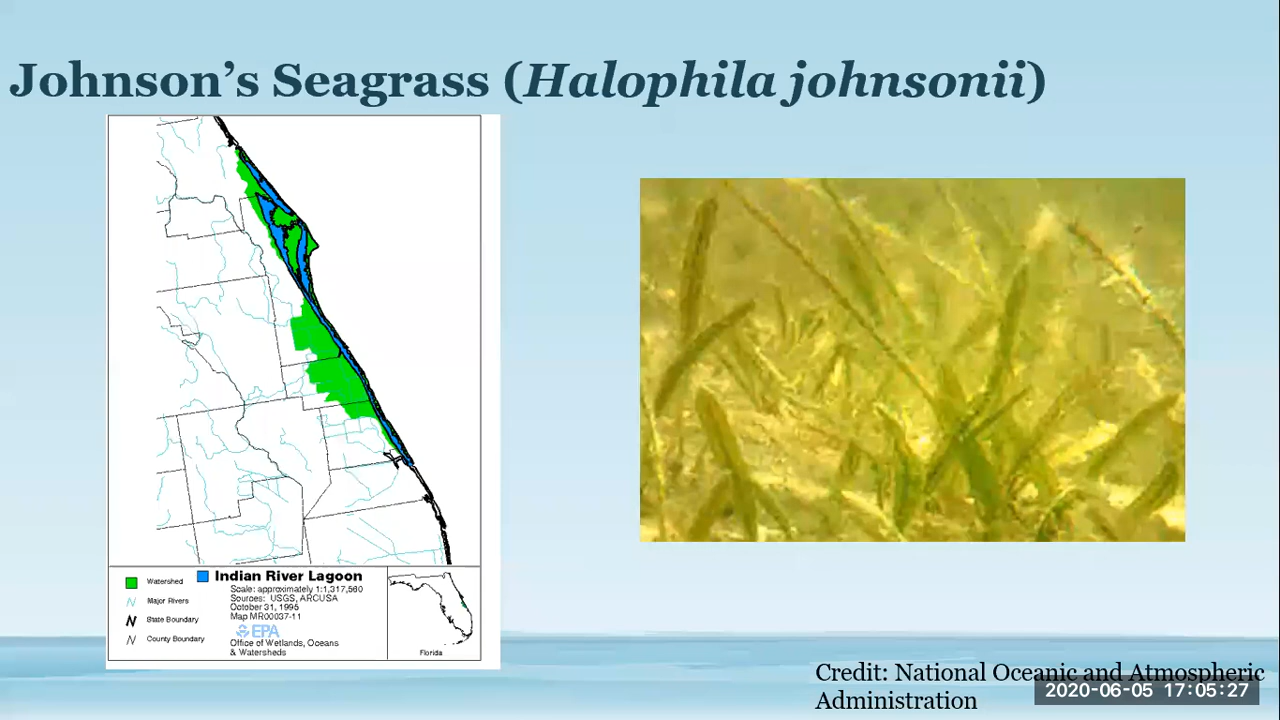 Johnson’s Seagrass (Halophila johnsonii)
Watershed
Major Rivers
State Boundary
County Boundary
Indian River Lagoon
Scale: approximately 1:1,317,560
Sources: USGS, ARCUSA
October 31, 1995
Map MR00037-11
EPA
Office of Wetlands, Oceans
& Watersheds
Florida
Credit: National Oceanic and Atmospheric
Administration
2020-06-05 17:05:27